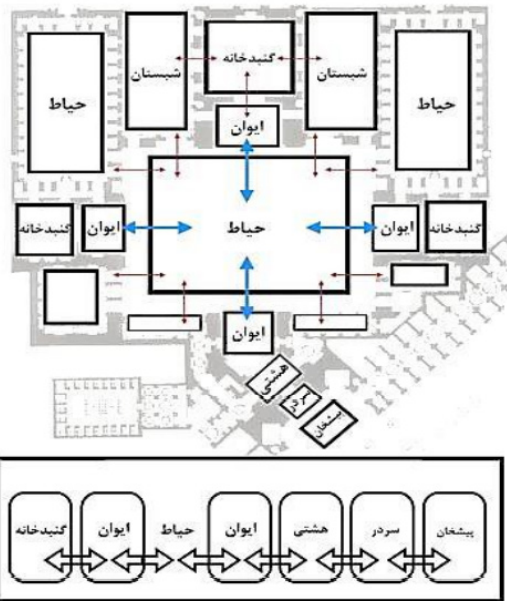 گنبدخانه
شبستان
شبستان
حیاط
حیاط
ایوان
ایوان
حیاط
ایوان
گنبدخانه
گنبدخانه
ایوان
هشتی
پیشخان
پیشخان
سردر
هشتی
ایوان
حیاط
ایوان
گنبدخانه